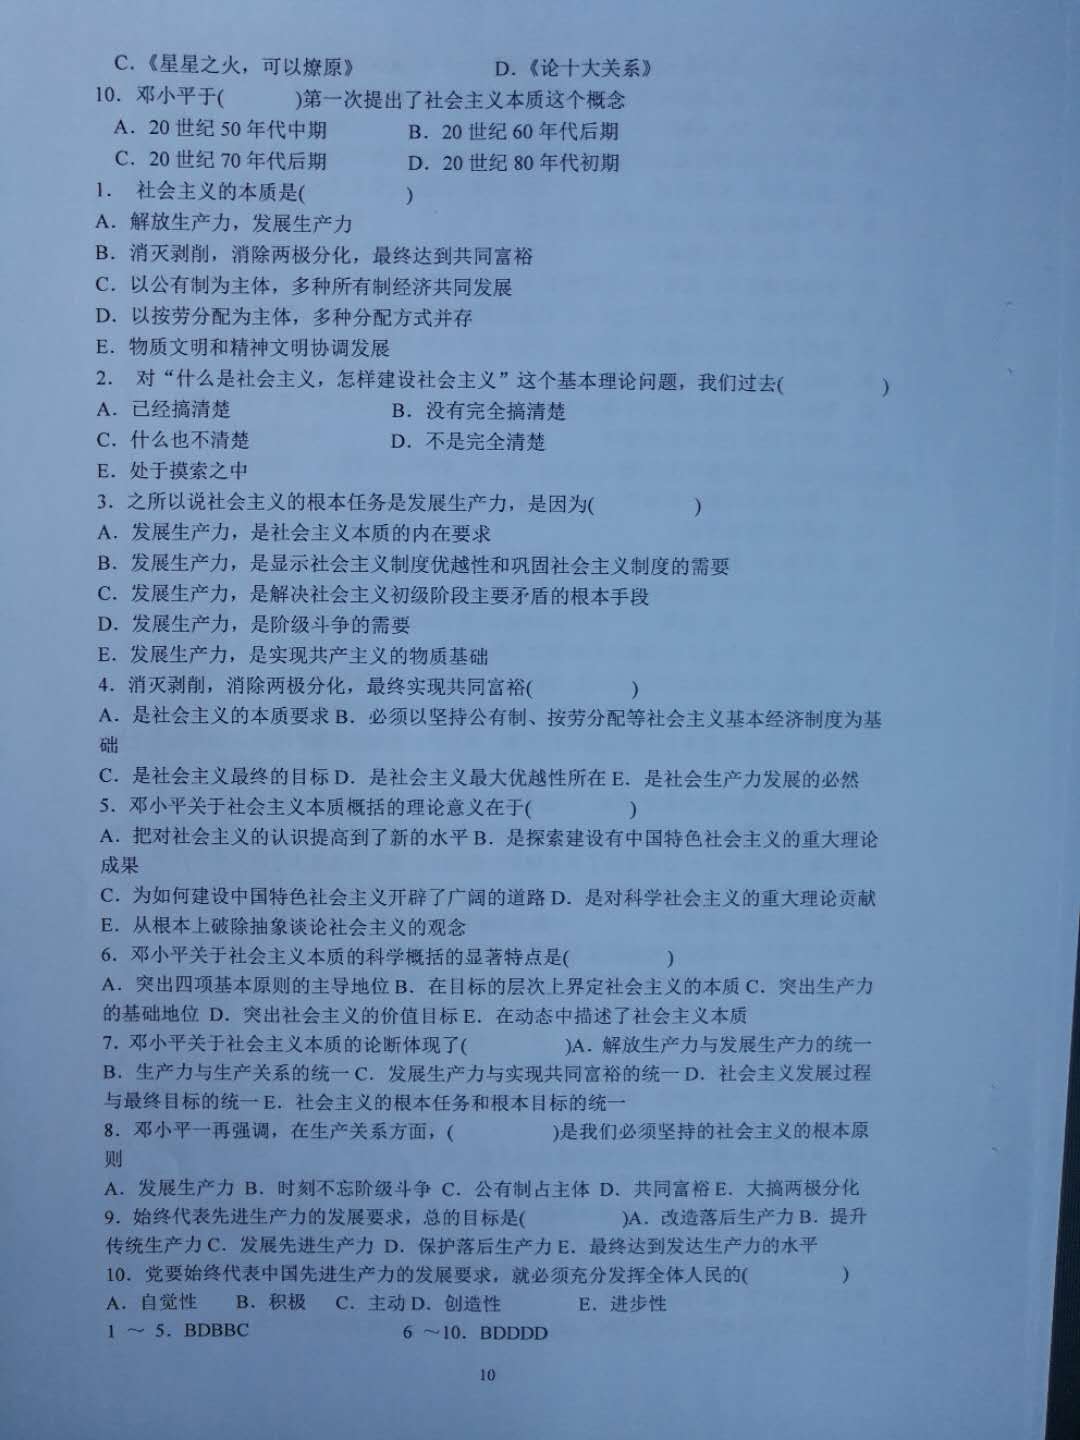 C．《星星之火，可以燎原》 D．《论十大关系》
10．邓小平于( )第一次提出了社会主义本质这个概念
A．20 世纪 50 年代中期 B．20 世纪 60 年代后期
C．20 世纪 70 年代后期 D．20 世纪 80 年代初期
1． 社会主义的本质是( )
A．解放生产力，发展生产力
B．消灭剥削，消除两极分化，最终达到共同富裕
C．以公有制为主体，多种所有制经济共同发展
D．以按劳分配为主体，多种分配方式并存
E．物质文明和精神文明协调发展
2． 对“什么是社会主义，怎样建设社会主义”这个基本理论问题，我们过去( )
A．已经搞清楚 B．没有完全搞清楚
C．什么也不清楚 D．不是完全清楚
E．处于摸索之中
3．之所以说社会主义的根本任务是发展生产力，是因为( )
A．发展生产力，是社会主义本质的内在要求
B．发展生产力，是显示社会主义制度优越性和巩固社会主义制度的需要
C．发展生产力，是解决社会主义初级阶段主要矛盾的根本手段
D．发展生产力，是阶级斗争的需要
E．发展生产力，是实现共产主义的物质基础
4．消灭剥削，消除两极分化，最终实现共同富裕( )
A．是社会主义的本质要求 B．必须以坚持公有制、按劳分配等社会主义基本经济制度为基
础
C．是社会主义最终的目标 D．是社会主义最大优越性所在 E．是社会生产力发展的必然
5．邓小平关于社会主义本质概括的理论意义在于( )
A．把对社会主义的认识提高到了新的水平 B．是探索建设有中国特色社会主义的重大理论
成果
C．为如何建设中国特色社会主义开辟了广阔的道路 D．是对科学社会主义的重大理论贡献
E．从根本上破除抽象谈论社会主义的观念
6．邓小平关于社会主义本质的科学概括的显著特点是( )
A．突出四项基本原则的主导地位 B．在目标的层次上界定社会主义的本质 C．突出生产力
的基础地位 D．突出社会主义的价值目标 E．在动态中描述了社会主义本质
7．邓小平关于社会主义本质的论断体现了( )A．解放生产力与发展生产力的统一
B．生产力与生产关系的统一 C．发展生产力与实现共同富裕的统一 D．社会主义发展过程
与最终目标的统一 E．社会主义的根本任务和根本目标的统一
8．邓小平一再强调，在生产关系方面，( )是我们必须坚持的社会主义的根本原
则
A．发展生产力 B．时刻不忘阶级斗争 C．公有制占主体 D．共同富裕 E．大搞两极分化
9．始终代表先进生产力的发展要求，总的目标是( )A．改造落后生产力 B．提升
传统生产力 C．发展先进生产力 D．保护落后生产力 E．最终达到发达生产力的水平
10．党要始终代表中国先进生产力的发展要求，就必须充分发挥全体人民的( )
A．自觉性 B．积极 C．主动 D．创造性 E．进步性
1 ～ 5．BDBBC 6 ～10．BDDDD
10